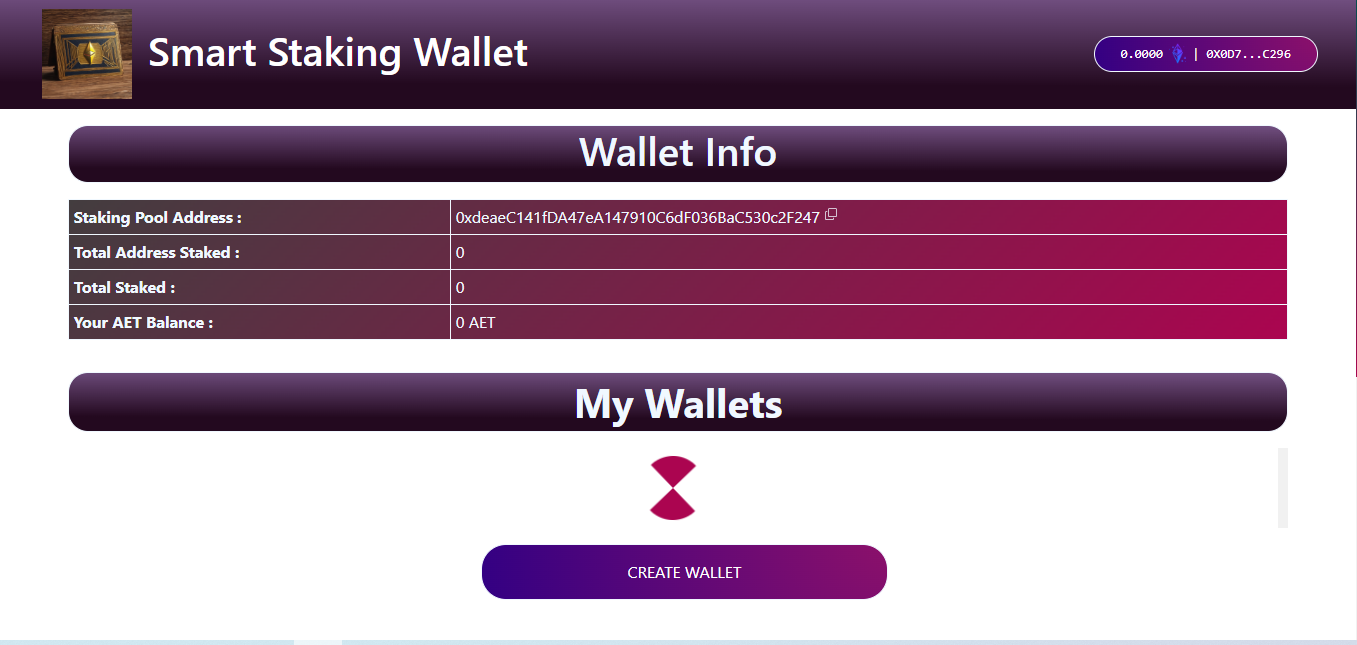 Smart Staking Wallet
0.0000 | 0X0D7...C296
Wallet Info
Staking Pool Address : 0xdeaeC141fDA47eA147910C6dF036BaC530c2F247
Total Address Staked : 0
Total Staked : 0
Your AET Balance : 0 AET
My Wallets
CREATE WALLET